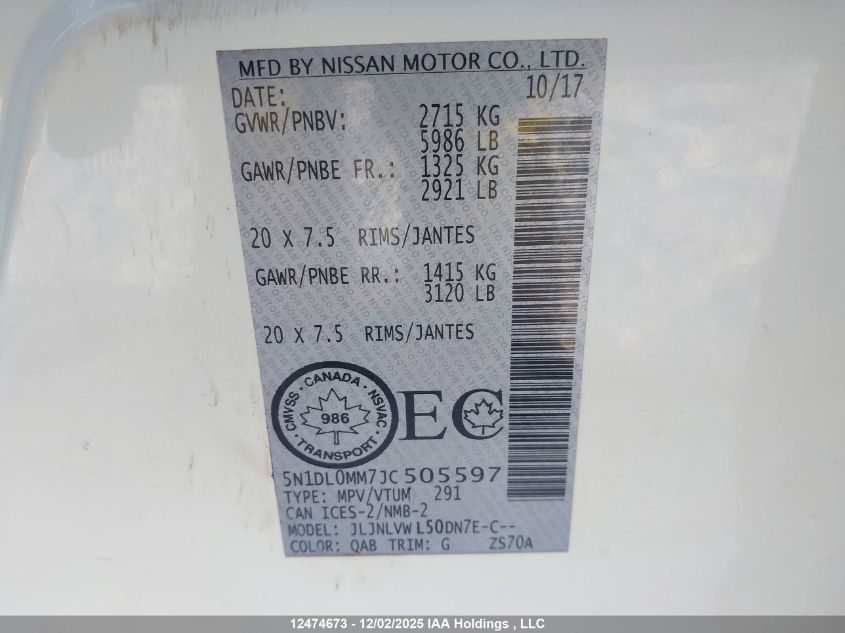 MFD BY NISSAN MOTOR CO., LTD.
DATE: 10/17
GVWR/PNBV: 2715 KG
5986 LB
GAWR/PNBE FR.: 1325 KG
2921 LB
20 X 7.5 RIMS/JANTES
GAWR/PNBE RR.: 1415 KG
3120 LB
20 X 7.5 RIMS/JANTES
CMVSS · CANADA · NSVAC · TRANSPORT ·
986
EC
5N1DL0MM7JC505597
TYPE: MPV/VTUM 291
CAN ICES-2/NMB-2
MODEL: JLJNLVWL50DN7E-C--
COLOR: QAB TRIM: G ZS70A
12474673 - 12/02/2025 IAA Holdings , LLC